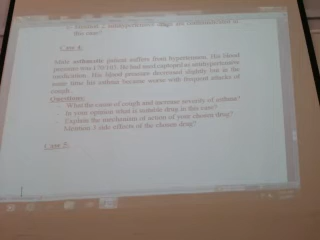 this case?
Case 4:
Male asthmatic patient suffers from hypertension. His blood
pressure was 170/105. He had used captopril as antihypertensive
medication. His blood pressure decreased slightly but in the
same time his asthma became worse with frequent attacks of
cough.
Questions:
- What the cause of cough and increase severity of asthma?
- In your opinion what is suitable drug in this case?
- Explain the mechanism of action of your chosen drug?
- Mention 3 side effects of the chosen drug?
Case 5: